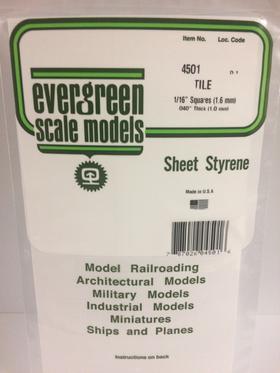 Item No. Loc. Code
4501
TILE
1/16" Squares (1.6 mm)
.040" Thick (1.0 mm)
evergreen
scale models
Sheet Styrene
Made in U.S.A
Model Railroading
Architectural Models
Military Models
Industrial Models
Miniatures
Ships and Planes
Instructions on back